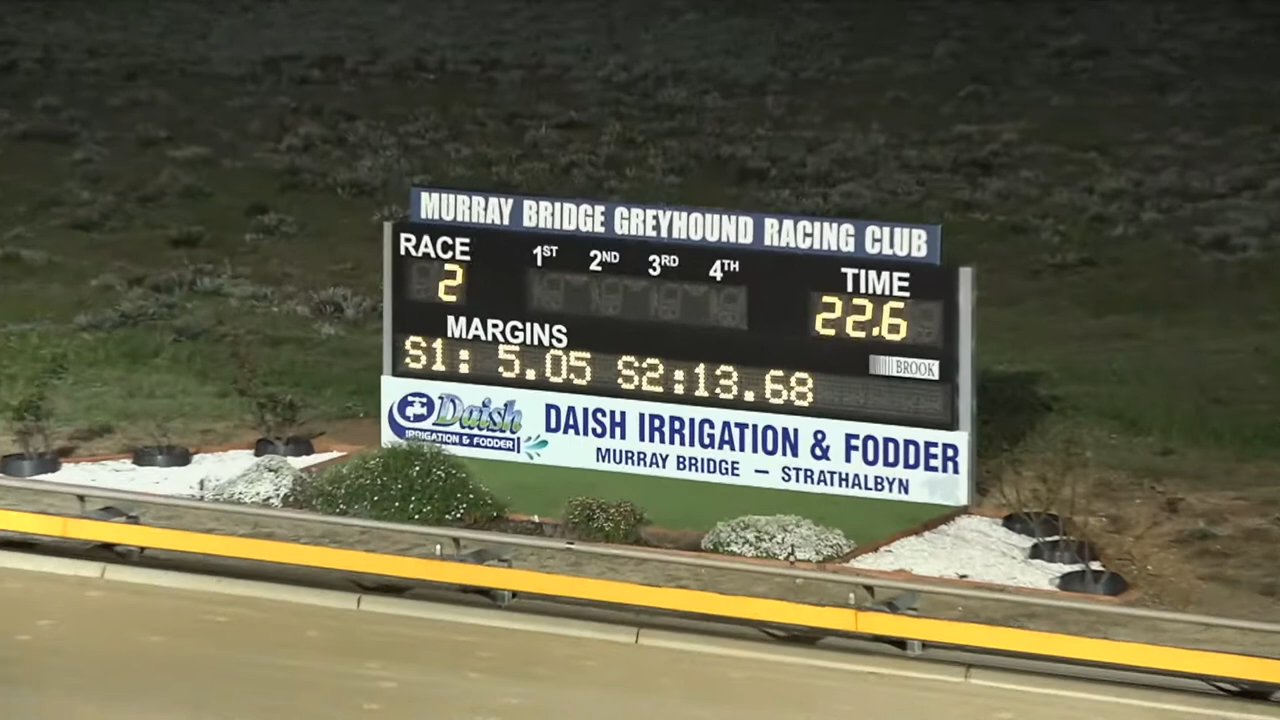 MURRAY BRIDGE GREYHOUND RACING CLUB
RACE 1ST 2ND 3RD 4TH TIME
2 22.6
MARGINS
S1: 5.05 S2:13.68
BROOK
Daish
IRRIGATION & FODDER
DAISH IRRIGATION & FODDER
MURRAY BRIDGE – STRATHALBYN